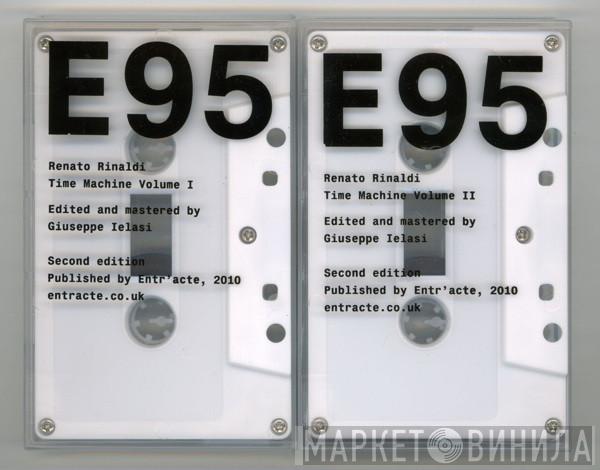 E95
Renato Rinaldi
Time Machine Volume I
Edited and mastered by
Giuseppe Ielasi
Second edition
Published by Entr'acte, 2010
entracte.co.uk
E95
Renato Rinaldi
Time Machine Volume II
Edited and mastered by
Giuseppe Ielasi
Second edition
Published by Entr'acte, 2010
entracte.co.uk
МАРКЕТ ВИНИЛА